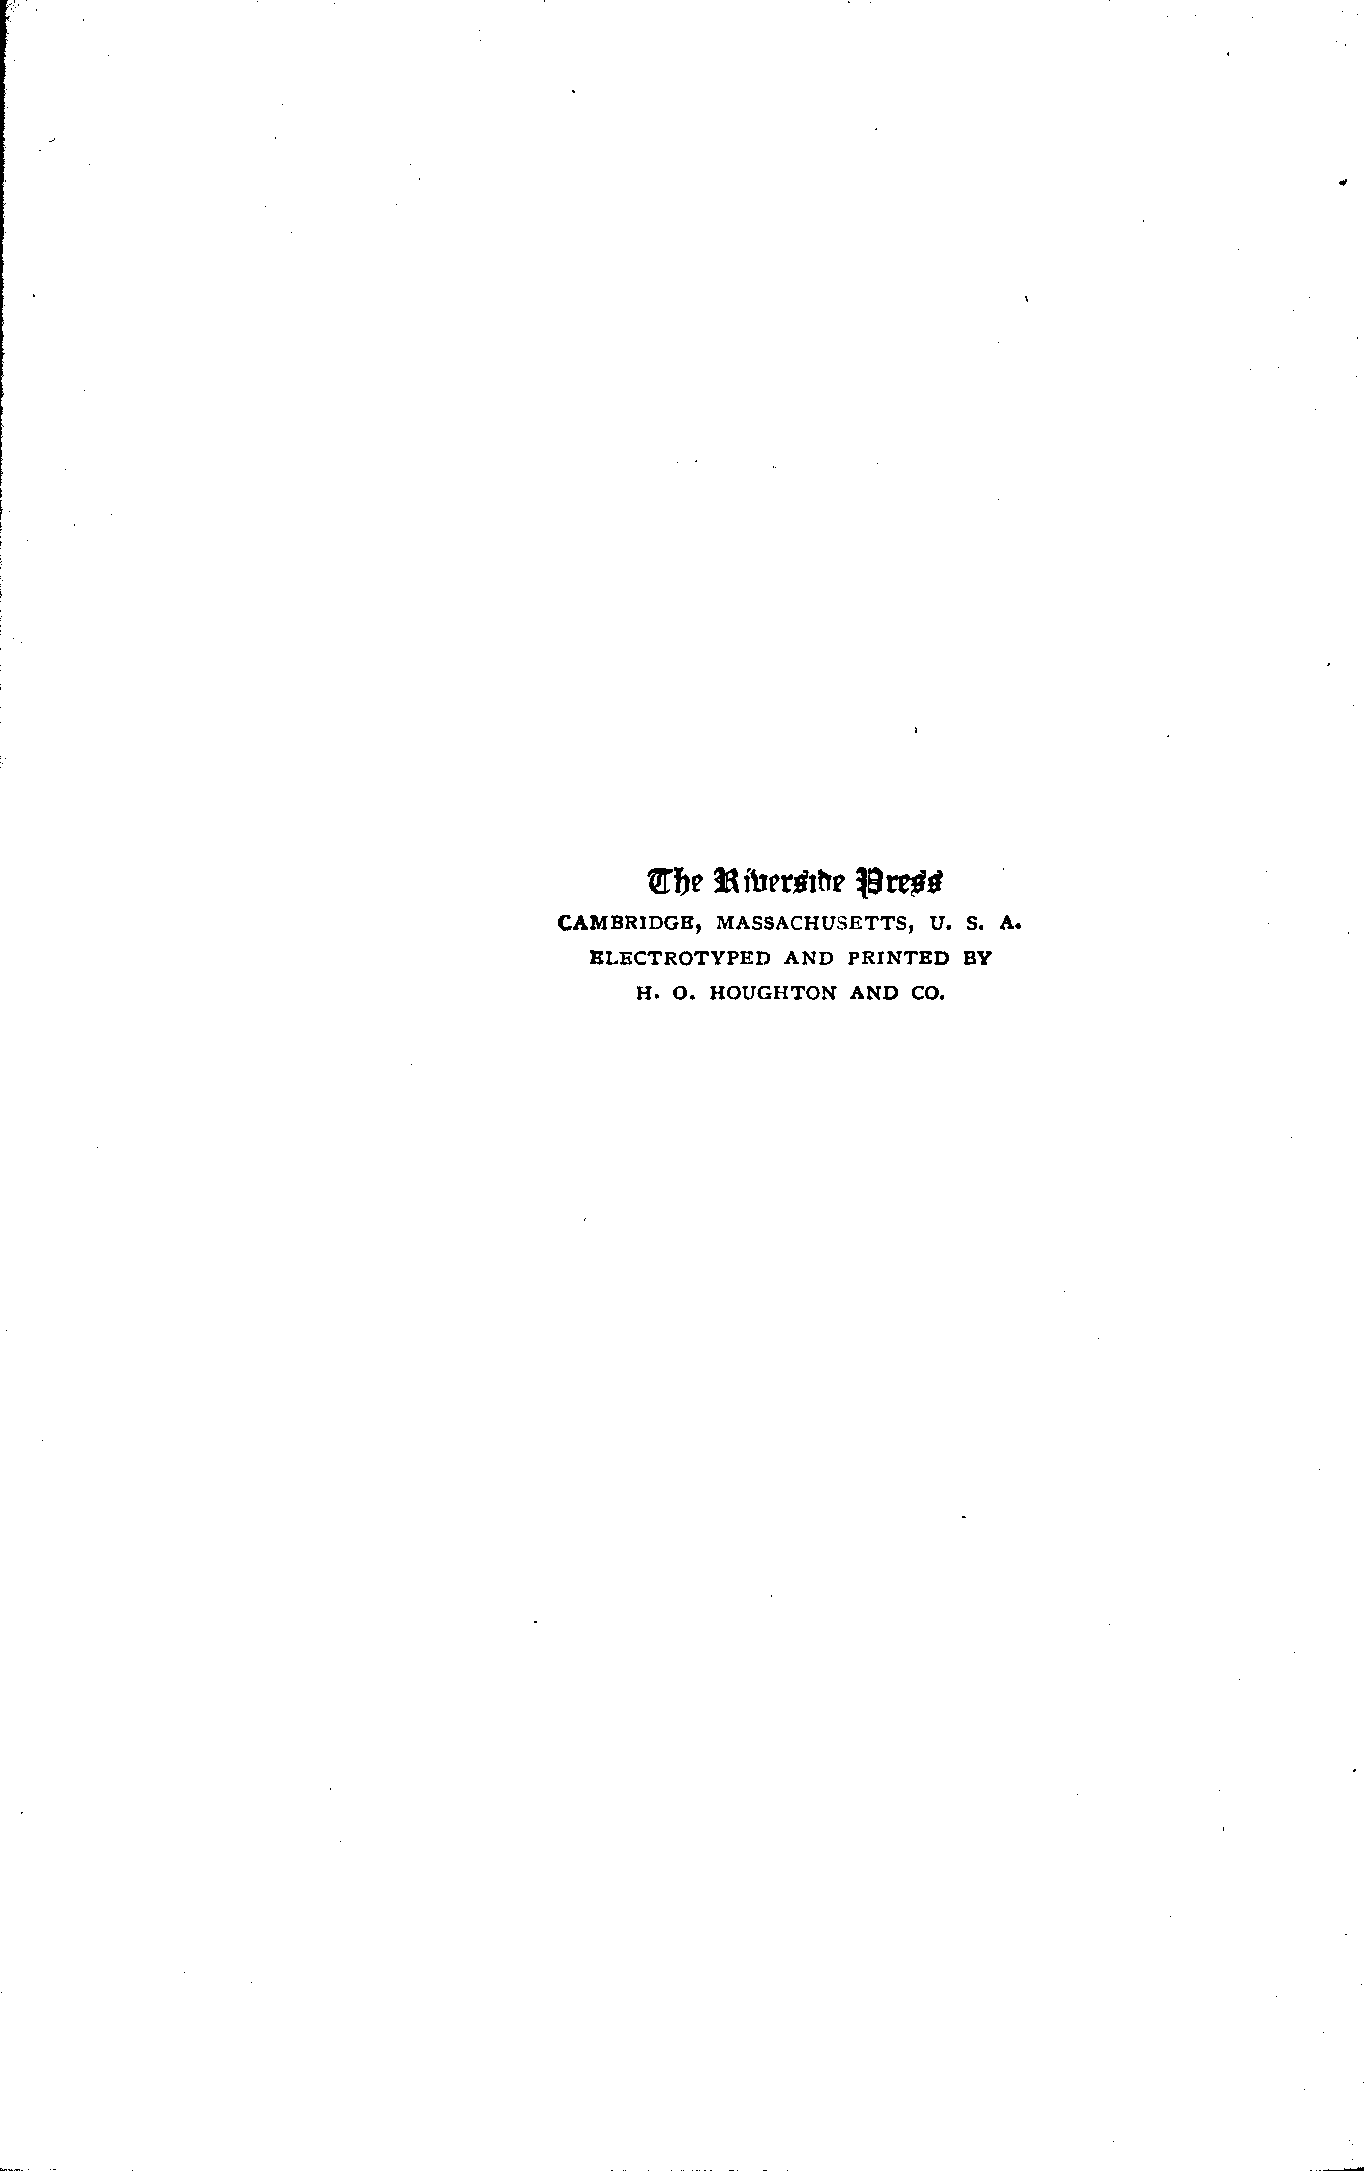 The Riverside Press
CAMBRIDGE, MASSACHUSETTS, U. S. A.
ELECTROTYPED AND PRINTED BY
H. O. HOUGHTON AND CO.